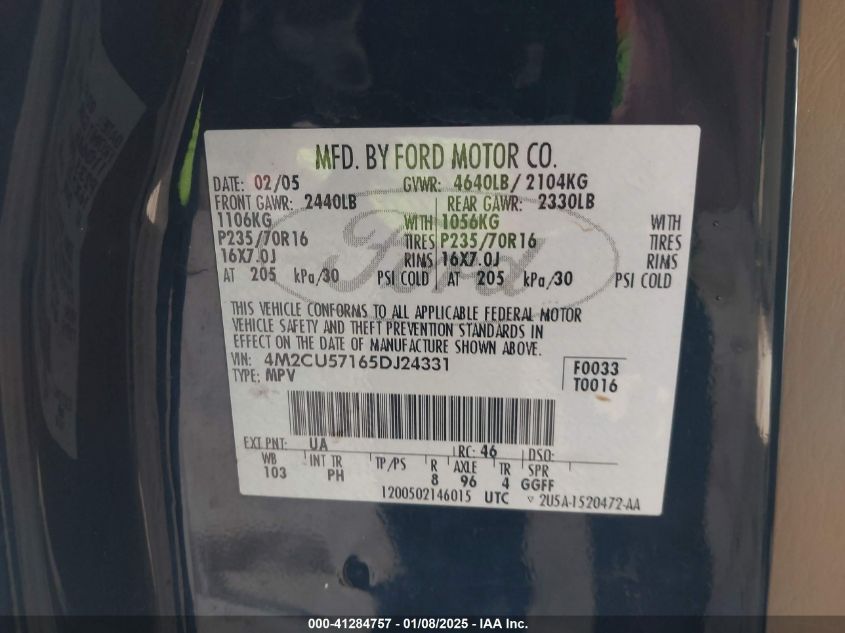 MFD. BY FORD MOTOR CO.
DATE: 02/05 GVWR: 4640LB/ 2104KG
FRONT GAWR: 2440LB REAR GAWR: 2330LB
1106KG WITH 1056KG WITH
P235/70R16 TIRES P235/70R16 TIRES
16X7.0J RIMS 16X7.0J RIMS
AT 205 kPa/30 PSI COLD AT 205 kPa/30 PSI COLD
Ford
THIS VEHICLE CONFORMS TO ALL APPLICABLE FEDERAL MOTOR
VEHICLE SAFETY AND THEFT PREVENTION STANDARDS IN
EFFECT ON THE DATE OF MANUFACTURE SHOWN ABOVE.
VIN: 4M2CU57165DJ24331
TYPE: MPV
F0033
T0016
EXT PNT: UA RC: 46 DSO:
WB INT TR TP/PS R AXLE TR SPR
103 PH 8 96 4 GGFF
1200502146015 UTC ▽ 2U5A-1520472-AA
000-41284757 - 01/08/2025 - IAA Inc.